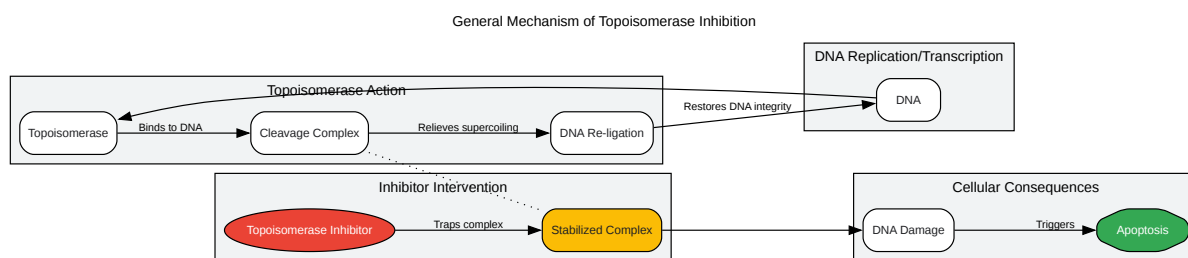 General Mechanism of Topoisomerase Inhibition
DNA Replication/Transcription
DNA
Topoisomerase Action
Topoisomerase
Binds to DNA
Cleavage Complex
Relieves supercoiling
DNA Re-ligation
Restores DNA integrity
Inhibitor Intervention
Topoisomerase Inhibitor
Traps complex
Stabilized Complex
Cellular Consequences
DNA Damage
Triggers
Apoptosis